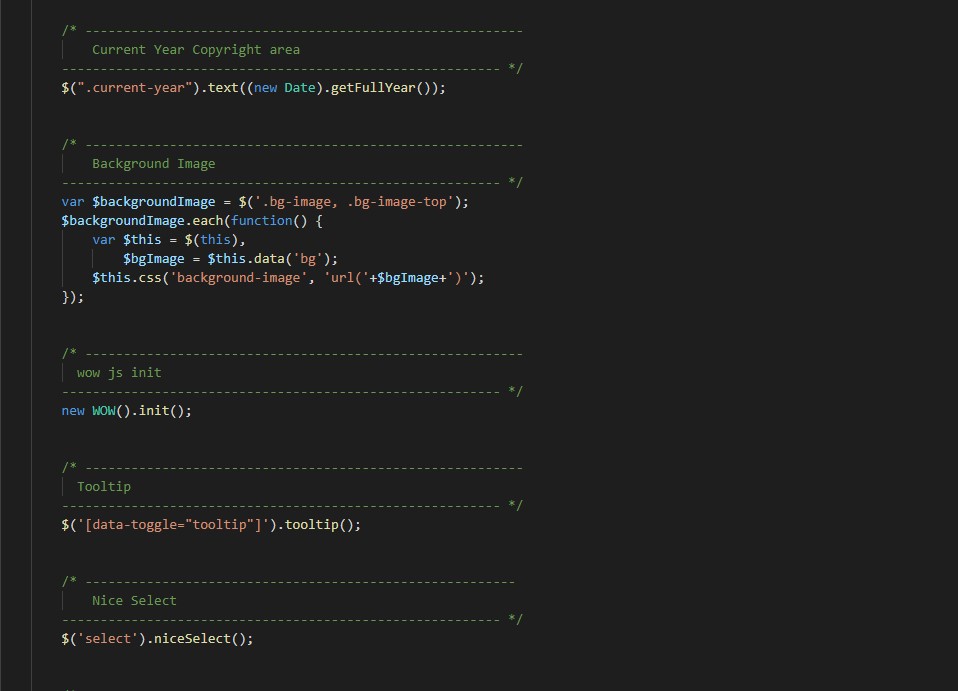 /* ---------------------------------------------------------
    Current Year Copyright area
--------------------------------------------------------- */
$(".current-year").text((new Date).getFullYear());
/* ---------------------------------------------------------
    Background Image
--------------------------------------------------------- */
var $backgroundImage = $('.bg-image, .bg-image-top');
$backgroundImage.each(function() {
    var $this = $(this),
        $bgImage = $this.data('bg');
    $this.css('background-image', 'url('+$bgImage+')');
});
/* ---------------------------------------------------------
  wow js init
--------------------------------------------------------- */
new WOW().init();
/* ---------------------------------------------------------
  Tooltip
--------------------------------------------------------- */
$('[data-toggle="tooltip"]').tooltip();
/* --------------------------------------------------------
    Nice Select
--------------------------------------------------------- */
$('select').niceSelect();